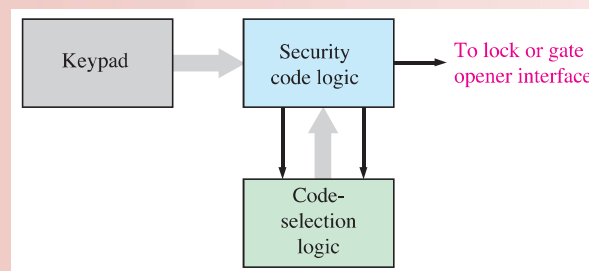 Keypad
Security
code logic
To lock or gate
opener interface
Code-
selection
logic